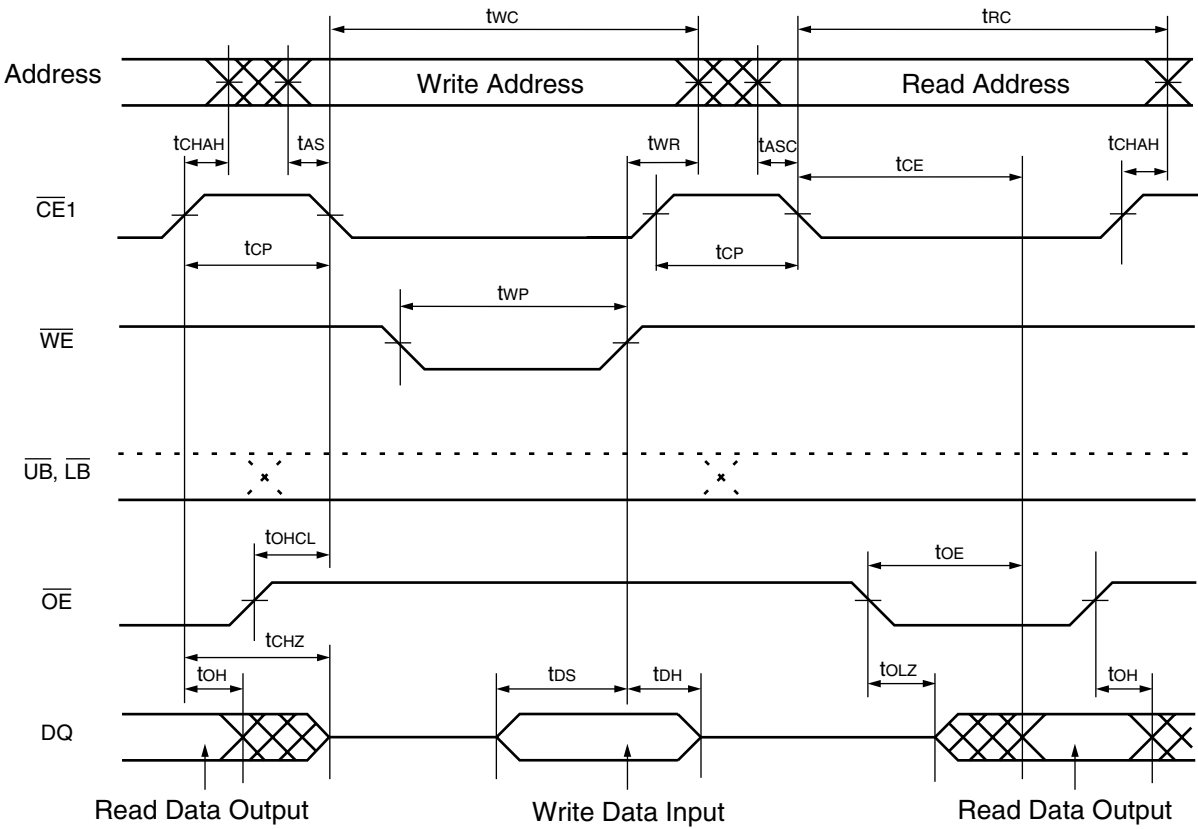 tWC tRC
Address Write Address Read Address
tCHAH tAS tWR tASC tCE tCHAH
CE1
tCP tCP
tWP
WE
UB, LB
tOHCL tOE
OE
tCHZ
tOH tDS tDH tOLZ tOH
DQ
Read Data Output Write Data Input Read Data Output